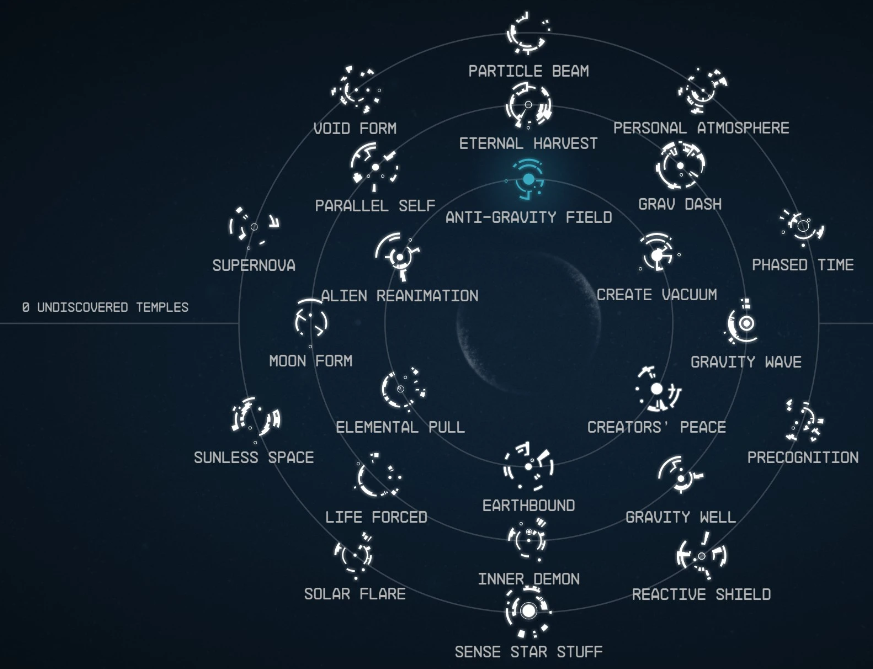 PARTICLE BEAM
VOID FORM
PERSONAL ATMOSPHERE
ETERNAL HARVEST
PARALLEL SELF
GRAV DASH
ANTI-GRAVITY FIELD
SUPERNOVA
PHASED TIME
ALIEN REANIMATION
CREATE VACUUM
0 UNDISCOVERED TEMPLES
MOON FORM
GRAVITY WAVE
ELEMENTAL PULL
CREATORS' PEACE
SUNLESS SPACE
PRECOGNITION
EARTHBOUND
LIFE FORCED
GRAVITY WELL
INNER DEMON
SOLAR FLARE
REACTIVE SHIELD
SENSE STAR STUFF